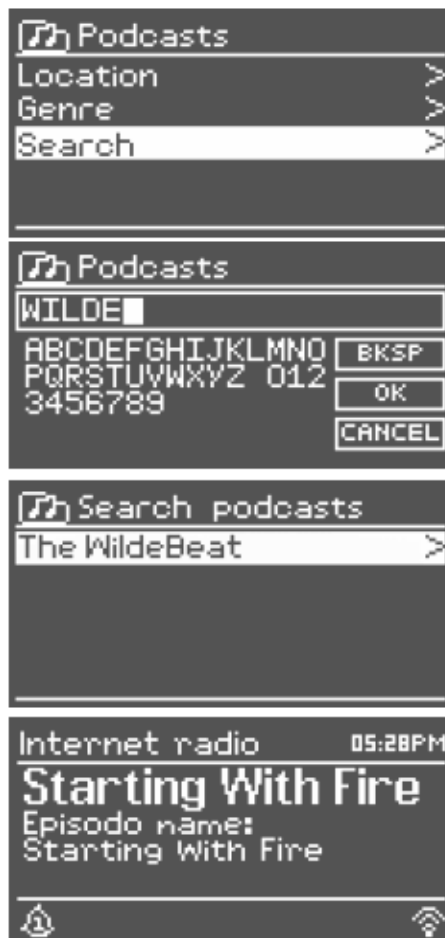 Podcasts
Location >
Genre >
Search >
Podcasts
WILDE
ABCDEFGHIJKLMNO BKSP
PQRSTUVWXYZ 012 OK
3456789
CANCEL
Search podcasts
The WildeBeat >
Internet radio 05:28PM
Starting With Fire
Episodo name:
Starting With Fire
1